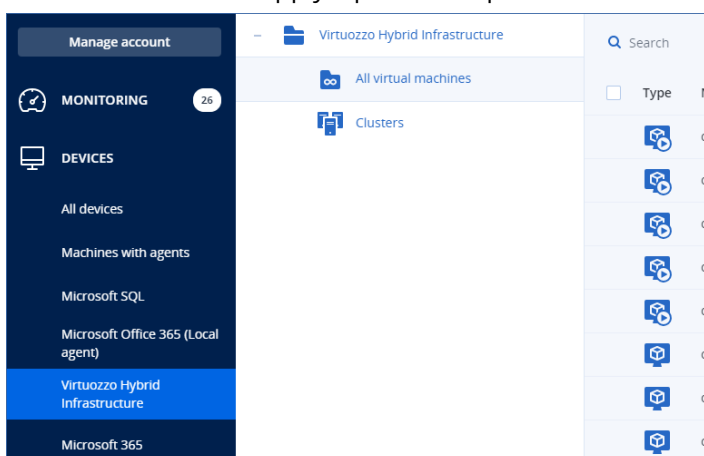 Manage account
MONITORING 26
DEVICES
All devices
Machines with agents
Microsoft SQL
Microsoft Office 365 (Local
agent)
Virtuozzo Hybrid
Infrastructure
Microsoft 365
Virtuozzo Hybrid Infrastructure
All virtual machines
Clusters
Search
Type